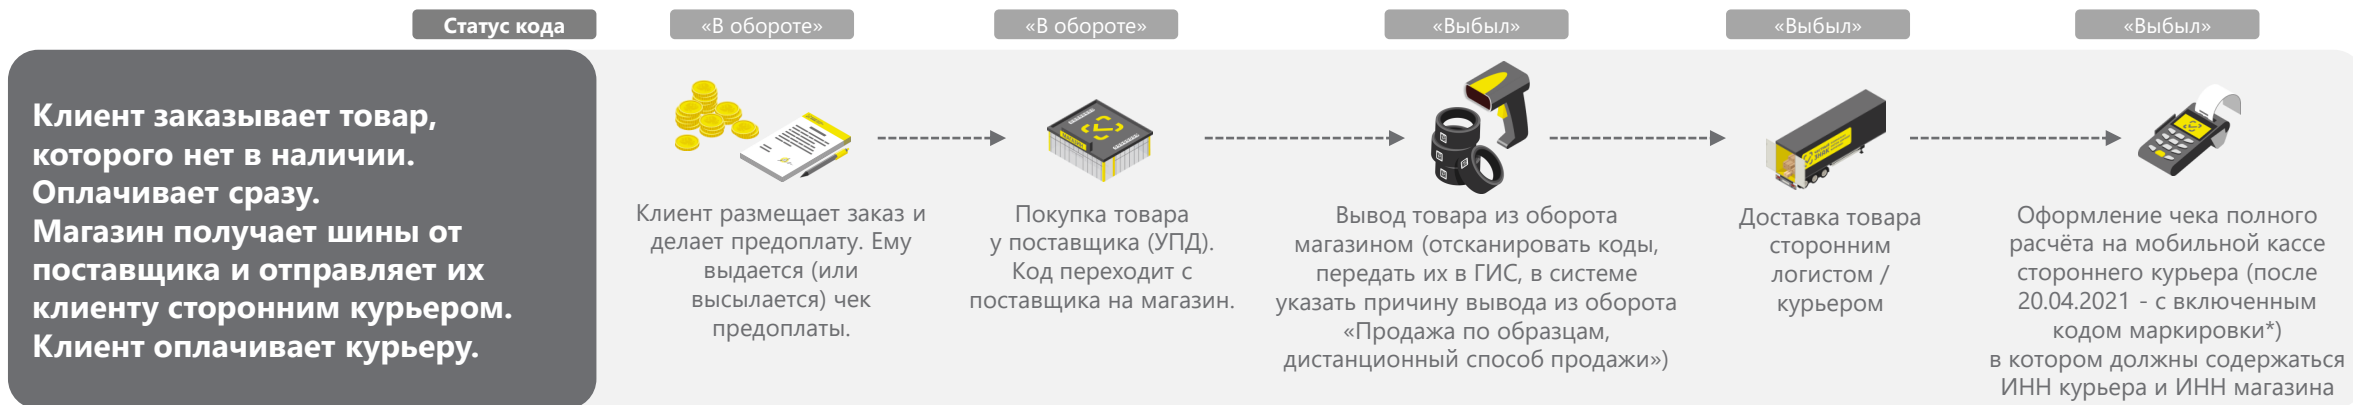 Статус кода
«В обороте»
«В обороте»
«Выбыл»
«Выбыл»
«Выбыл»
Клиент заказывает товар,
которого нет в наличии.
Оплачивает сразу.
Магазин получает шины от
поставщика и отправляет их
клиенту сторонним курьером.
Клиент оплачивает курьеру.
Клиент размещает заказ и
делает предоплату. Ему
выдается (или
высылается) чек
предоплаты.
Покупка товара
у поставщика (УПД).
Код переходит с
поставщика на магазин.
Вывод товара из оборота
магазином (отсканировать коды,
передать их в ГИС, в системе
указать причину вывода из оборота
«Продажа по образцам,
дистанционный способ продажи»)
ЗНАК
Доставка товара
сторонним
логистом /
курьером
Оформление чека полного
расчёта на мобильной кассе
стороннего курьера (после
20.04.2021 - с включенным
кодом маркировки*)
в котором должны содержаться
ИНН курьера и ИНН магазина